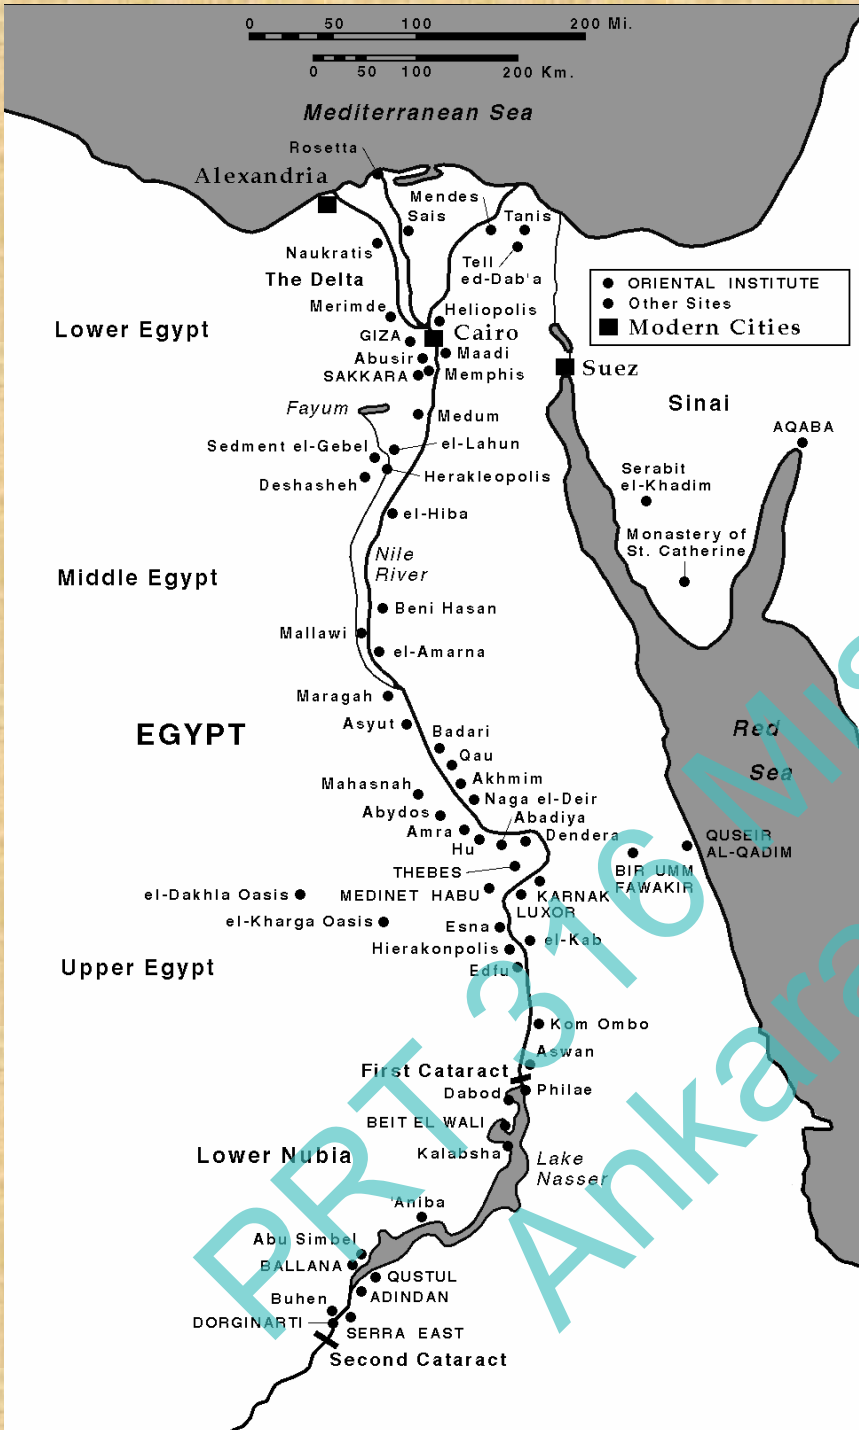 0 50 100 200 Mi.
0 50 100 200 Km.
Mediterranean Sea
Rosetta
Alexandria
Mendes
Sais
Tanis
Naukratis
Tell
ed-Dab'a
The Delta
ORIENTAL INSTITUTE
Other Sites
Modern Cities
Merimde
Heliopolis
Lower Egypt
GIZA
Cairo
Abusir
Maadi
SAKKARA
Memphis
Suez
Sinai
Fayum
Medum
AQABA
Sedment el-Gebel
el-Lahun
Deshasheh
Herakleopolis
Serabit
el-Khadim
el-Hiba
Monastery of
St. Catherine
Nile
River
Middle Egypt
Beni Hasan
Mallawi
el-Amarna
Maragah
Asyut
EGYPT
Badari
Qau
Red
Sea
Mahasnah
Akhmim
Naga el-Deir
Abydos
Abadiya
Amra
Hu
Dendera
QUSEIR
AL-QADIM
THEBES
BIR UMM
FAWAKIR
el-Dakhla Oasis
MEDINET HABU
KARNAK
LUXOR
el-Kharga Oasis
Esna
el-Kab
Hierakonpolis
Upper Egypt
Edfu
Kom Ombo
Aswan
First Cataract
Dabod
Philae
BEIT EL WALI
Lower Nubia
Kalabsha
Lake
Nasser
'Aniba
Abu Simbel
BALLANA
QUSTUL
ADINDAN
Buhen
DORGINARTI
SERRA EAST
Second Cataract
PRT 316
Ankara